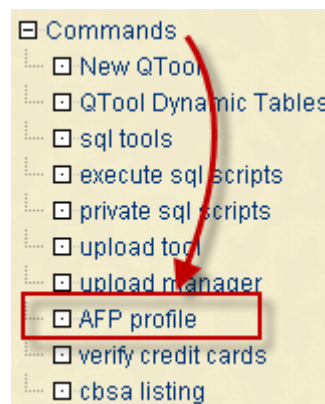 Commands
New QTool
QTool Dynamic Tables
sql tools
execute sql scripts
private sql scripts
upload tool
upload manager
AFP profile
verify credit cards
cbsa listing